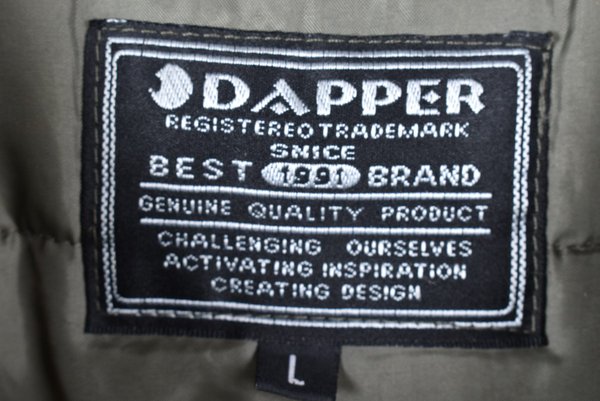 DAPPER
REGISTEREO TRADEMARK
SNICE
BEST 1991 BRAND
GENUINE QUALITY PRODUCT
CHALLENGING OURSELVES
ACTIVATING INSPIRATION
CREATING DESIGN
L